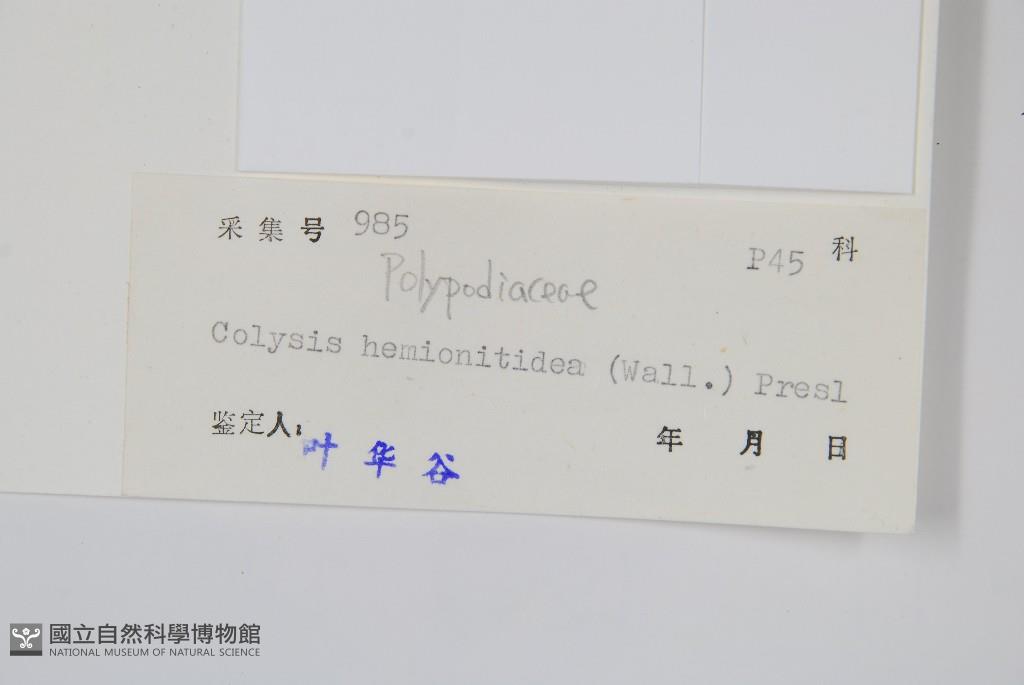 采集号 985
P45 科
Polypodiaceae
Colysis hemionitidea (Wall.) Presl
鉴定人: 叶华谷 年 月 日
國立自然科學博物館
NATIONAL MUSEUM OF NATURAL SCIENCE